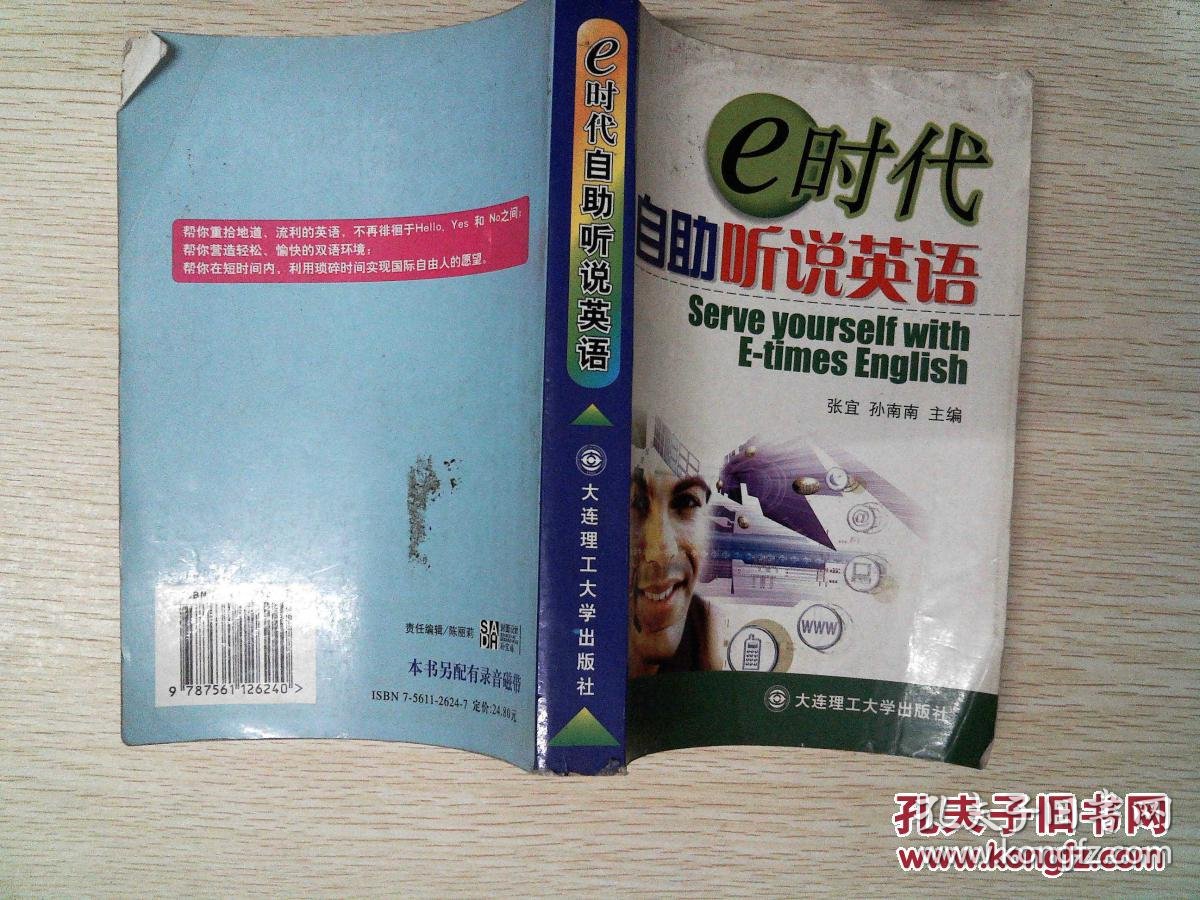 帮你重拾地道、流利的英语，不再徘徊于Hello, Yes 和 No之间；
帮你营造轻松、愉快的双语环境；
帮你在短时间内，利用琐碎时间实现国际自由人的愿望。
责任编辑/陈丽莉
SA
DA
本书另配有录音磁带
ISBN 7-5611-2624-7 定价:24.80元
9 787561 126240 >
e时代自助听说英语
大连理工大学出版社
e时代
自助听说英语
Serve yourself with
E-times English
张宜 孙南南 主编
@
WWW
大连理工大学出版社
孔夫子旧书网
www.kongfz.com